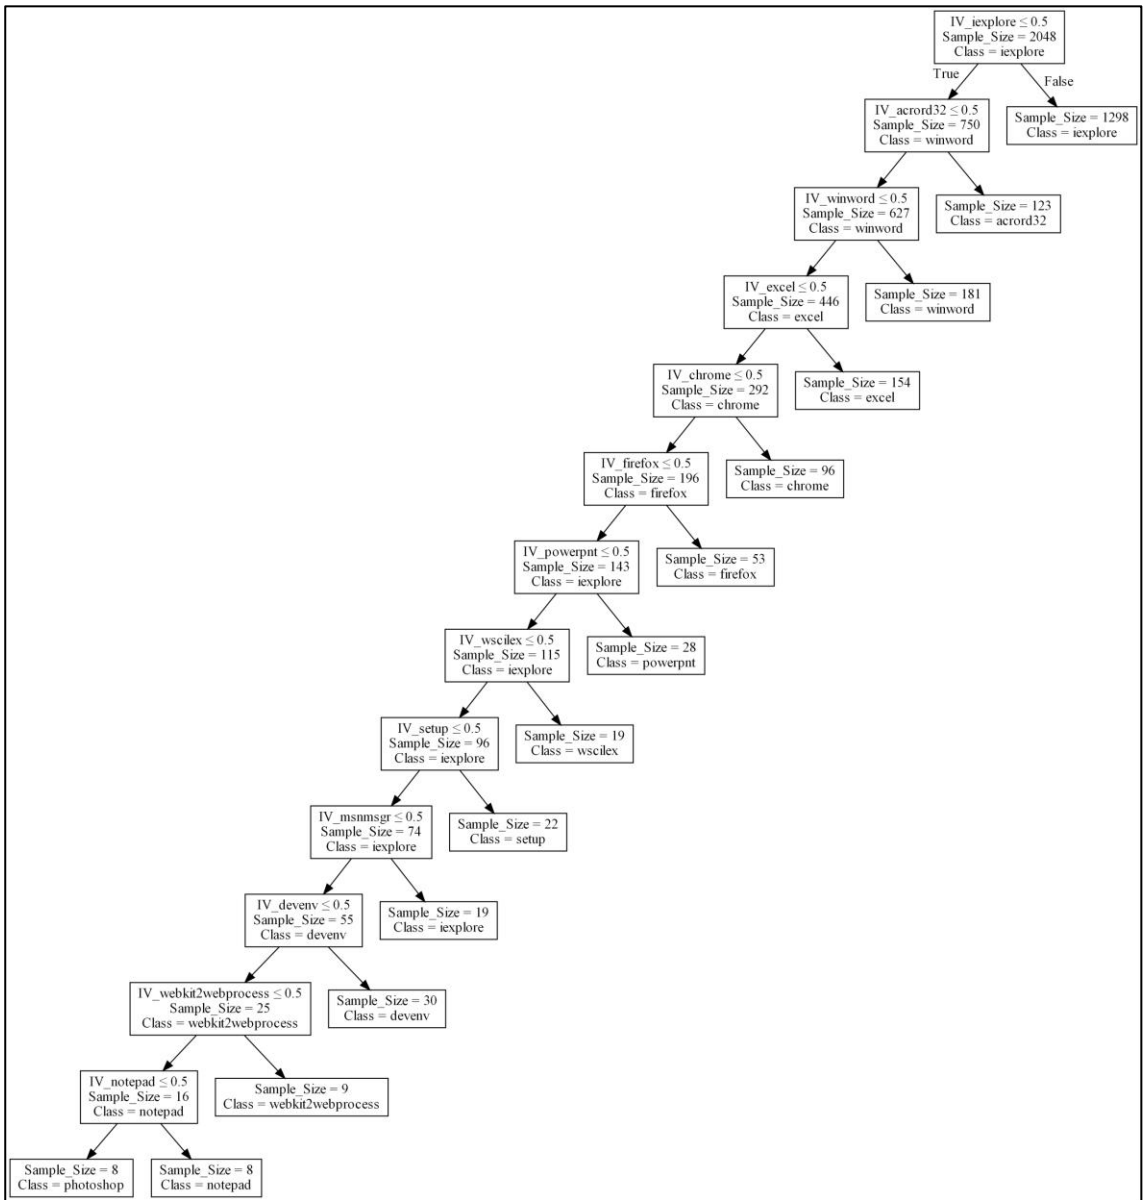 IV_iexplore ≤ 0.5
Sample_Size = 2048
Class = iexplore
True
False
IV_acrord32 ≤ 0.5
Sample_Size = 750
Class = winword
Sample_Size = 1298
Class = iexplore
IV_winword ≤ 0.5
Sample_Size = 627
Class = winword
Sample_Size = 123
Class = acrord32
IV_excel ≤ 0.5
Sample_Size = 446
Class = excel
Sample_Size = 181
Class = winword
IV_chrome ≤ 0.5
Sample_Size = 292
Class = chrome
Sample_Size = 154
Class = excel
IV_firefox ≤ 0.5
Sample_Size = 196
Class = firefox
Sample_Size = 96
Class = chrome
IV_powerpnt ≤ 0.5
Sample_Size = 143
Class = iexplore
Sample_Size = 53
Class = firefox
IV_wscilex ≤ 0.5
Sample_Size = 115
Class = iexplore
Sample_Size = 28
Class = powerpnt
IV_setup ≤ 0.5
Sample_Size = 96
Class = iexplore
Sample_Size = 19
Class = wscilex
IV_msnmsgr ≤ 0.5
Sample_Size = 74
Class = iexplore
Sample_Size = 22
Class = setup
IV_devenv ≤ 0.5
Sample_Size = 55
Class = devenv
Sample_Size = 19
Class = iexplore
IV_webkit2webprocess ≤ 0.5
Sample_Size = 25
Class = webkit2webprocess
Sample_Size = 30
Class = devenv
IV_notepad ≤ 0.5
Sample_Size = 16
Class = notepad
Sample_Size = 9
Class = webkit2webprocess
Sample_Size = 8
Class = photoshop
Sample_Size = 8
Class = notepad